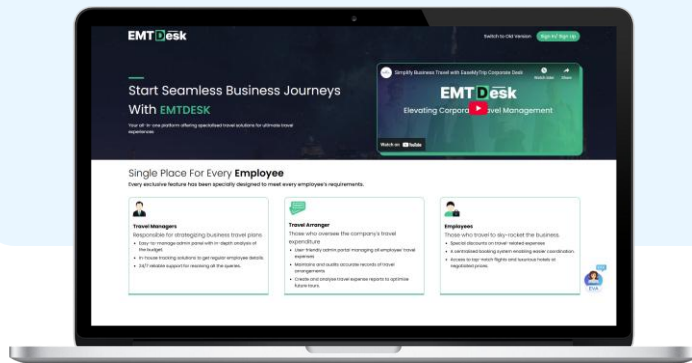 EMTDesk
Switch to Old Version
Sign In/ Sign Up
Start Seamless Business Journeys
With EMTDESK
Your all-in-one platform offering specialised travel solutions for ultimate travel
experiences.
Simplify Business Travel with EaseMyTrip Corporate Desk
Watch later
Share
EMTDesk
Elevating Corpora avel Management
Watch on YouTube
Single Place For Every Employee
Every exclusive feature has been specially designed to meet every employee's requirements.
Travel Managers
Responsible for strategizing business travel plans
Easy-to-manage admin panel with in-depth analysis of
the budget.
In-house tracking solutions to get regular employee details.
24/7 reliable support for resolving all the queries.
Travel Arranger
Those who oversee the company's travel
expenditure
User-friendly admin portal managing all employee travel
expenses
Maintains and audits accurate records of travel
arrangements
Create and analyse travel expense reports to optimise
future tours.
Employees
Those who travel to sky-rocket the business.
Special discounts on travel related expenses
A centralised booking system enabling easier coordination
Access to top-notch flights and luxurious hotels at
negotiated prices.
EVA